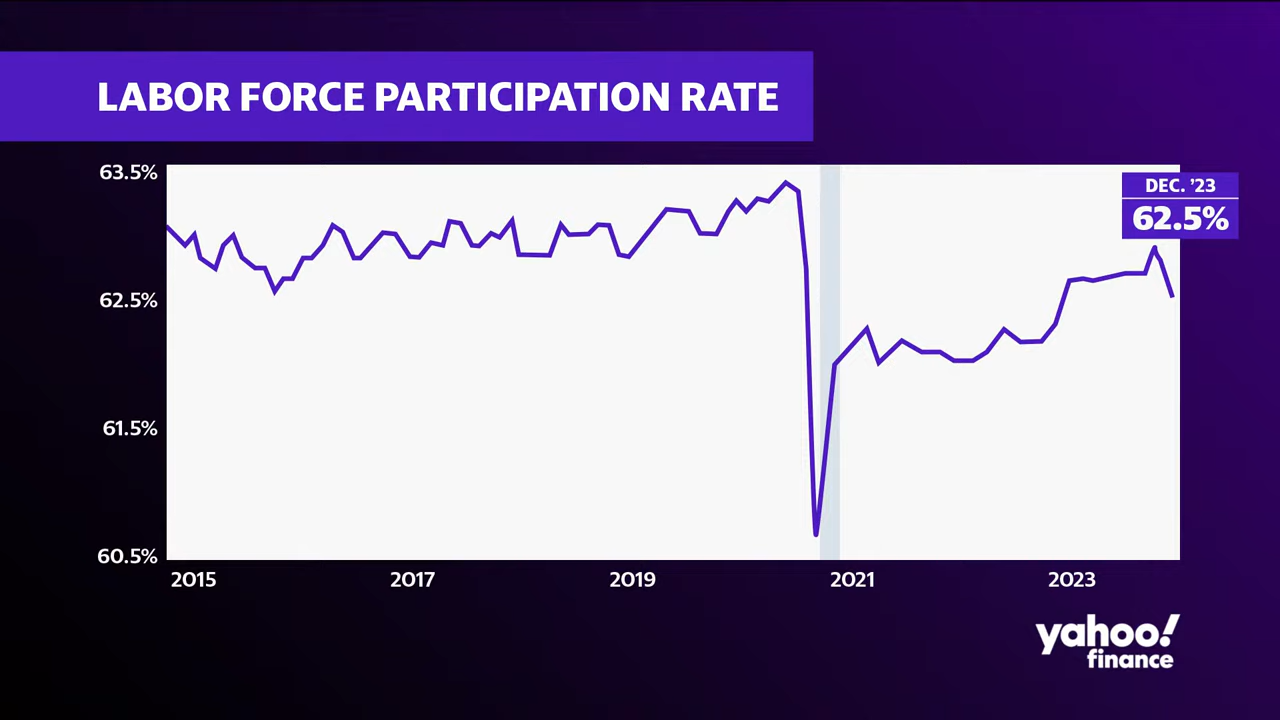 LABOR FORCE PARTICIPATION RATE
63.5%
DEC. ’23
62.5%
62.5%
61.5%
60.5%
2015 2017 2019 2021 2023
yahoo!
finance